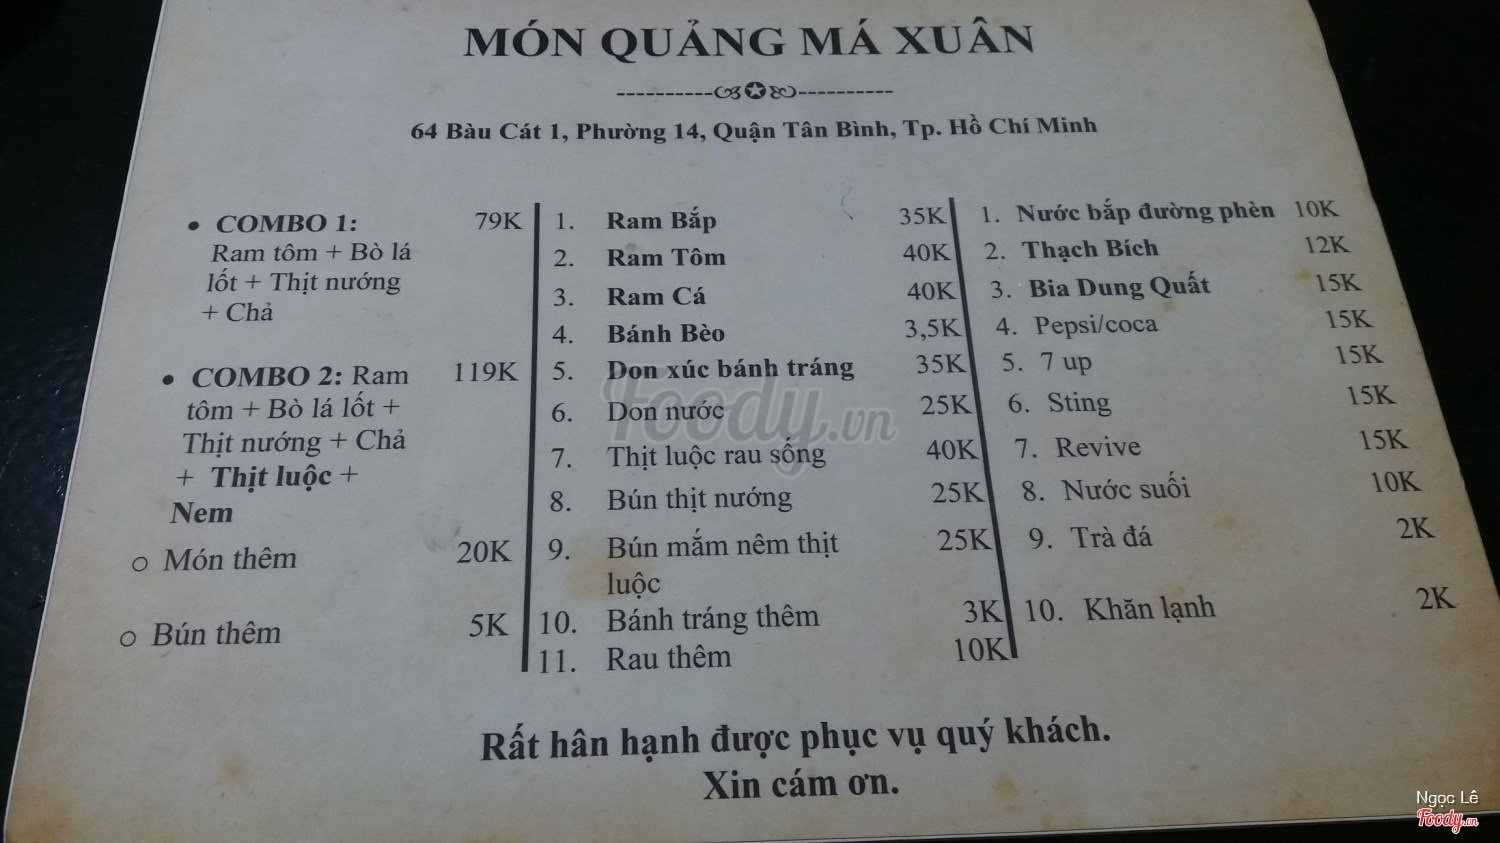 MÓN QUẢNG MÁ XUÂN
64 Bàu Cát 1, Phường 14, Quận Tân Bình, Tp. Hồ Chí Minh
COMBO 1: 79K
Ram tôm + Bò lá
lốt + Thịt nướng
+ Chả
COMBO 2: Ram 119K
tôm + Bò lá lốt +
Thịt nướng + Chả
+ Thịt luộc +
Nem
Món thêm 20K
Bún thêm 5K
1. Ram Bắp 35K
2. Ram Tôm 40K
3. Ram Cá 40K
4. Bánh Bèo 3,5K
5. Don xúc bánh tráng 35K
6. Don nước 25K
7. Thịt luộc rau sống 40K
8. Bún thịt nướng 25K
9. Bún mắm nêm thịt 25K
luộc
10. Bánh tráng thêm 3K
11. Rau thêm 10K
1. Nước bắp đường phèn 10K
2. Thạch Bích 12K
3. Bia Dung Quất 15K
4. Pepsi/coca 15K
5. 7 up 15K
6. Sting 15K
7. Revive 15K
8. Nước suối 10K
9. Trà đá 2K
10. Khăn lạnh 2K
Rất hân hạnh được phục vụ quý khách.
Xin cám ơn.
Foody.vn
Ngọc Lê
Foody.vn